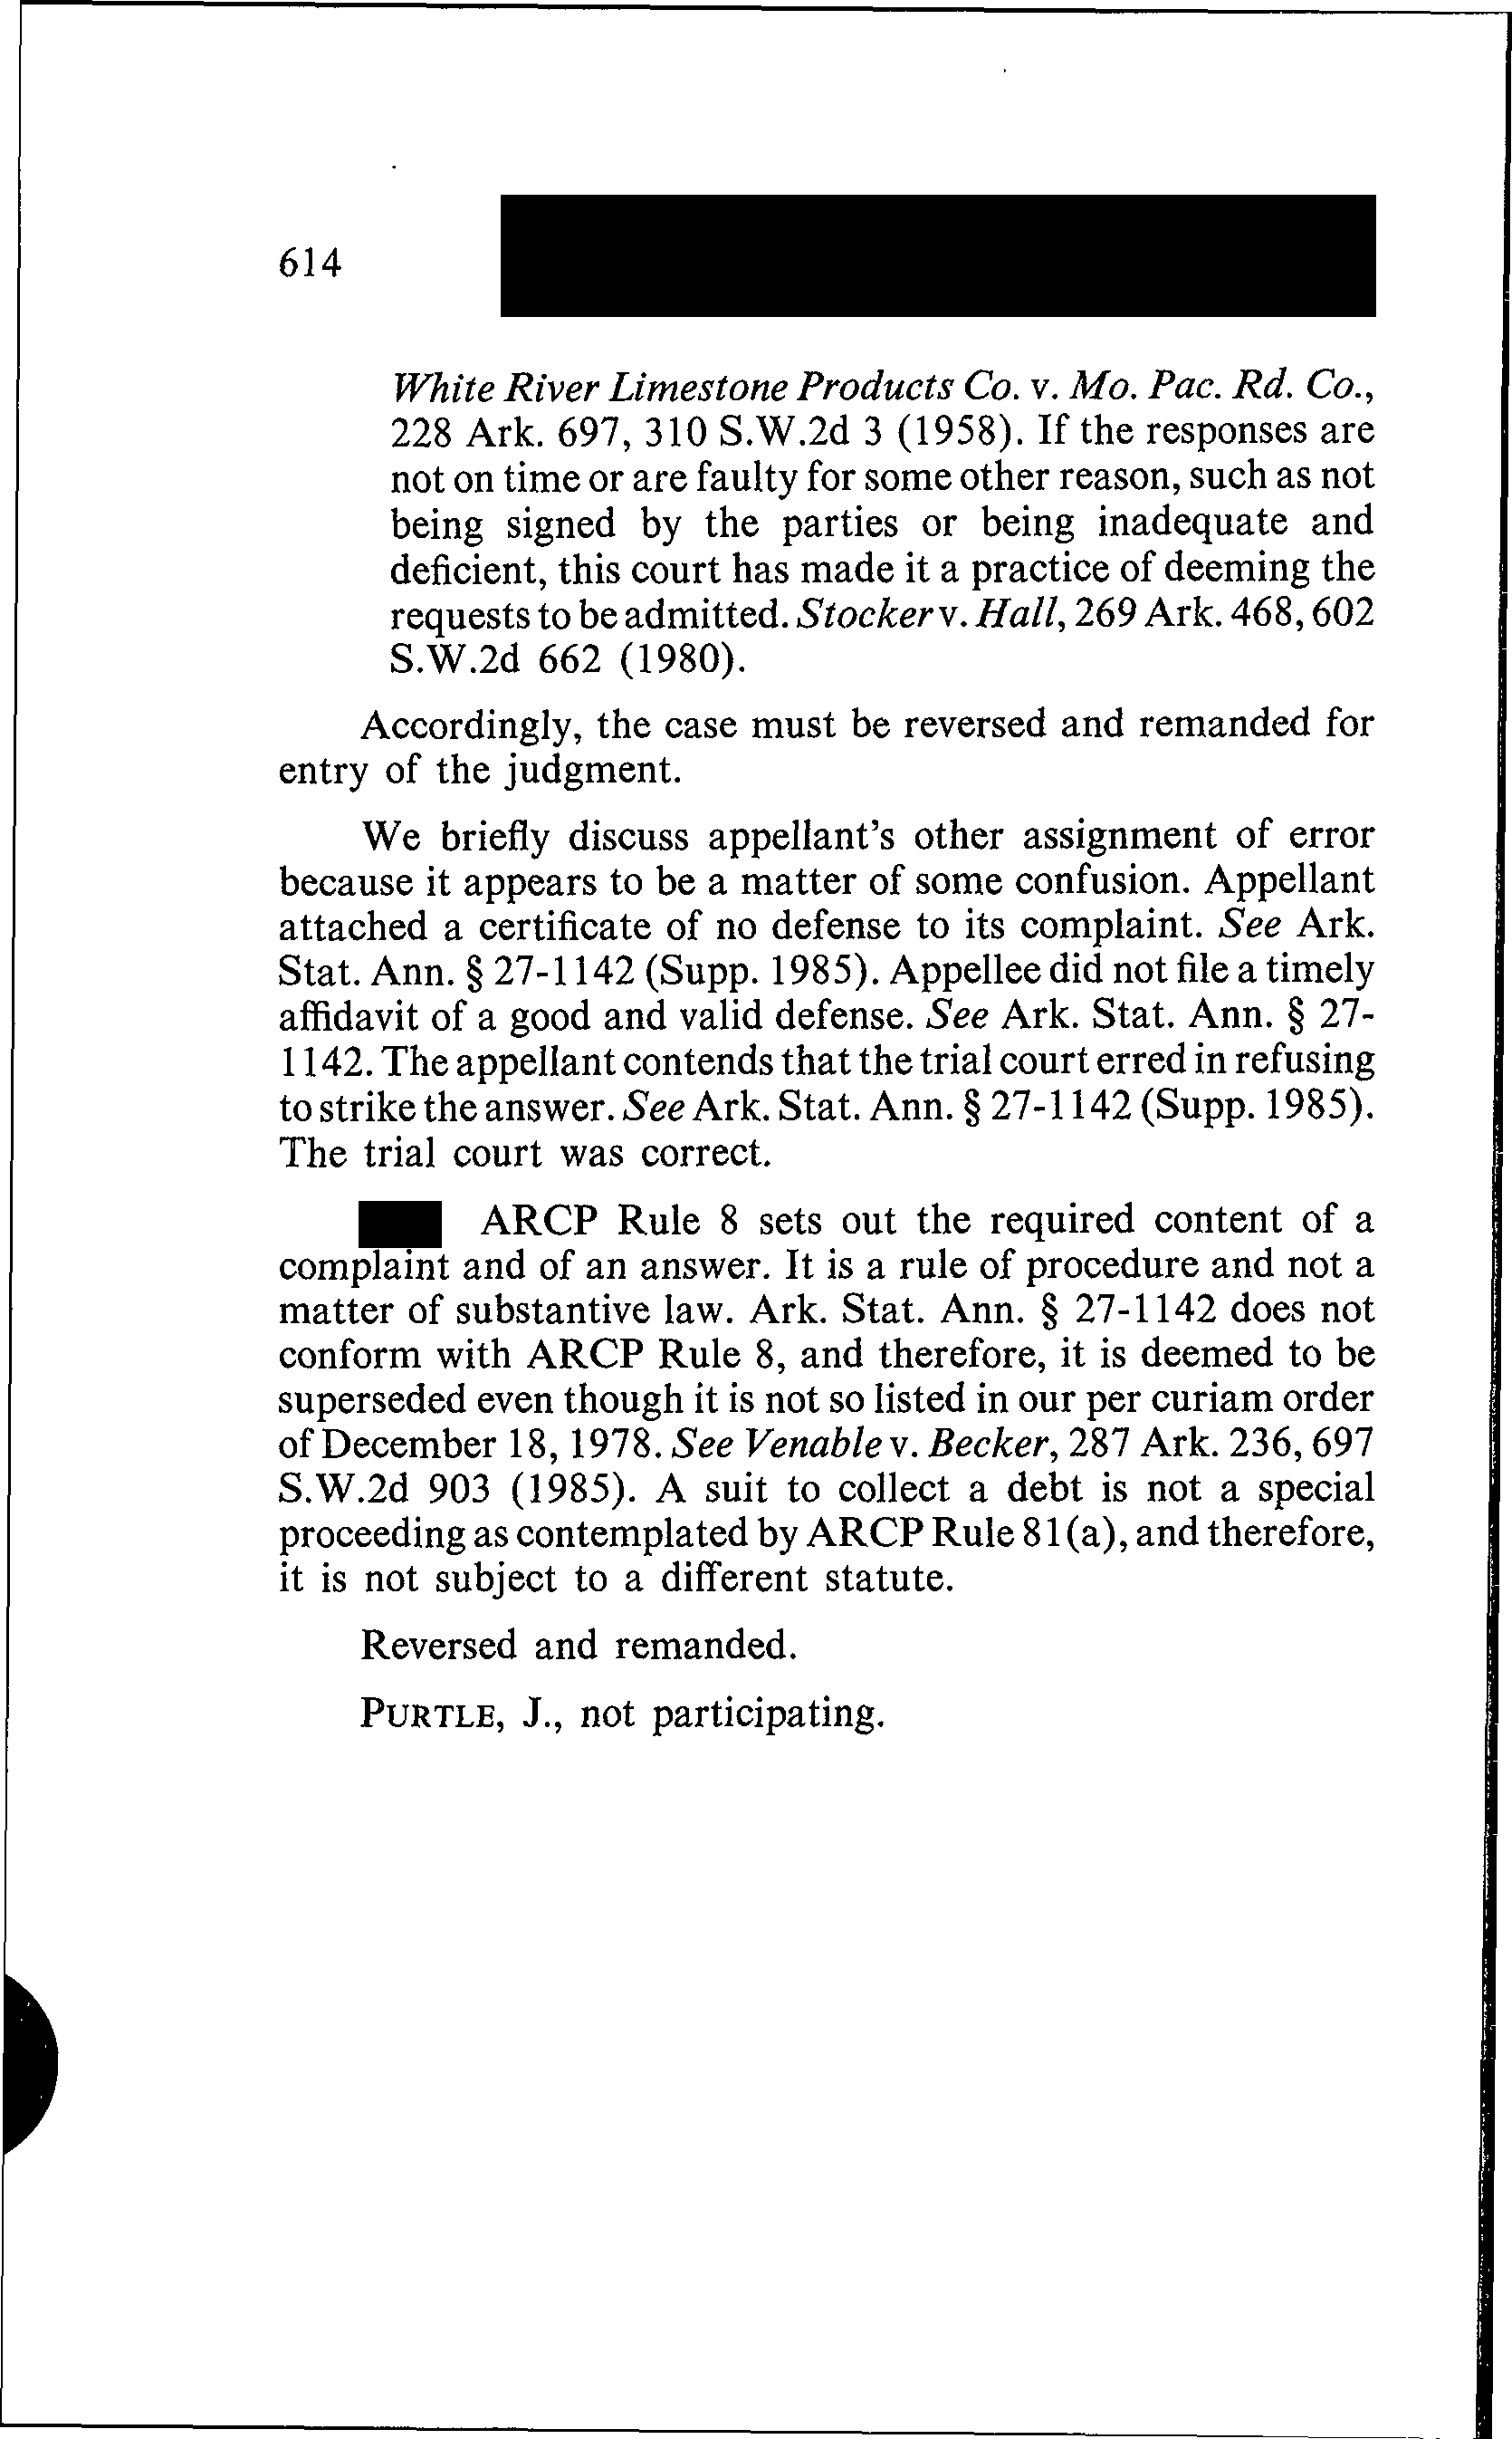 614
White River Limestone Products Co. v. Mo. Pac. Rd. Co.,
228 Ark. 697, 310 S.W.2d 3 (1958). If the responses are
not on time or are faulty for some other reason, such as not
being signed by the parties or being inadequate and
deficient, this court has made it a practice of deeming the
requests to be admitted. Stocker v. Hall, 269 Ark. 468, 602
S.W.2d 662 (1980).
Accordingly, the case must be reversed and remanded for
entry of the judgment.
We briefly discuss appellant's other assignment of error
because it appears to be a matter of some confusion. Appellant
attached a certificate of no defense to its complaint. See Ark.
Stat. Ann. § 27-1142 (Supp. 1985). Appellee did not file a timely
affidavit of a good and valid defense. See Ark. Stat. Ann. § 27-
1142. The appellant contends that the trial court erred in refusing
to strike the answer. See Ark. Stat. Ann. § 27-1142 (Supp. 1985).
The trial court was correct.
ARCP Rule 8 sets out the required content of a
complaint and of an answer. It is a rule of procedure and not a
matter of substantive law. Ark. Stat. Ann. § 27-1142 does not
conform with ARCP Rule 8, and therefore, it is deemed to be
superseded even though it is not so listed in our per curiam order
of December 18, 1978. See Venable v. Becker, 287 Ark. 236, 697
S.W.2d 903 (1985). A suit to collect a debt is not a special
proceeding as contemplated by ARCP Rule 81(a), and therefore,
it is not subject to a different statute.
Reversed and remanded.
PURTLE, J., not participating.